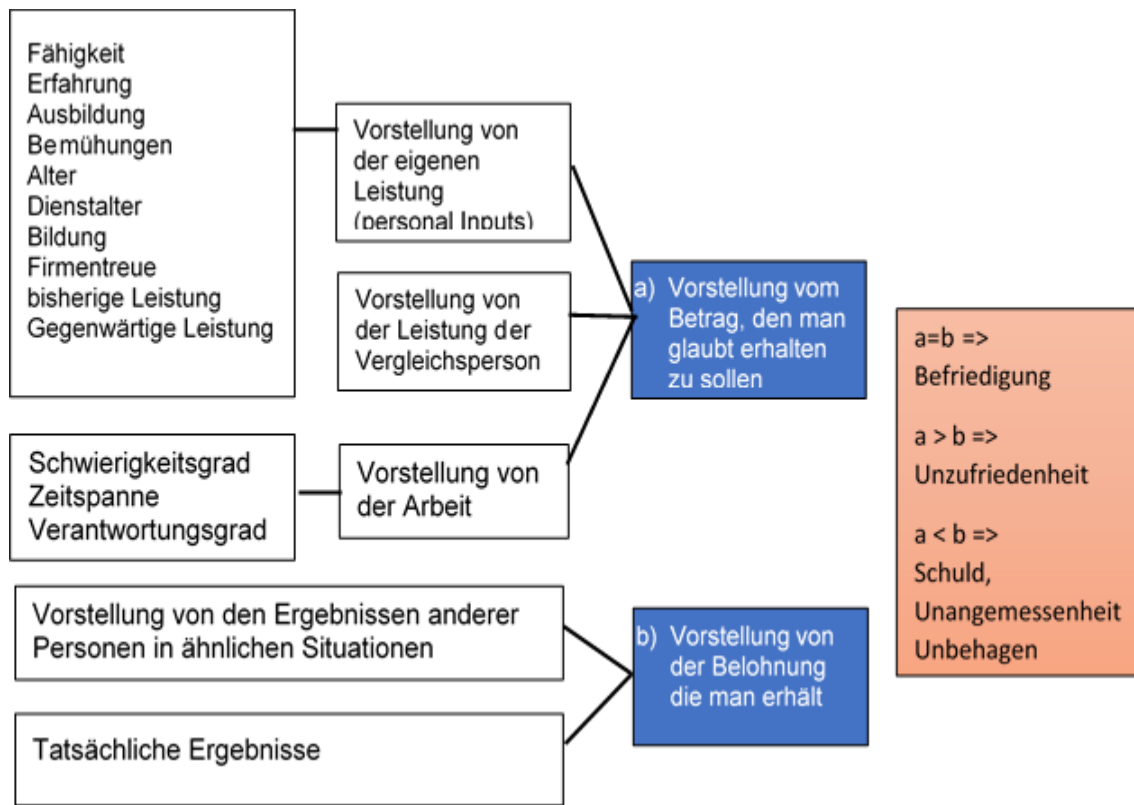 Fähigkeit
Erfahrung
Ausbildung
Bemühungen
Alter
Dienstalter
Bildung
Firmentreue
bisherige Leistung
Gegenwärtige Leistung
Vorstellung von
der eigenen
Leistung
(personal Inputs)
Vorstellung von
der Leistung der
Vergleichsperson
Schwierigkeitsgrad
Zeitspanne
Verantwortungsgrad
Vorstellung von
der Arbeit
a) Vorstellung vom
Betrag, den man
glaubt erhalten
zu sollen
Vorstellung von den Ergebnissen anderer
Personen in ähnlichen Situationen
Tatsächliche Ergebnisse
b) Vorstellung von
der Belohnung
die man erhält
a=b =>
Befriedigung
a > b =>
Unzufriedenheit
a < b =>
Schuld,
Unangemessenheit
Unbehagen